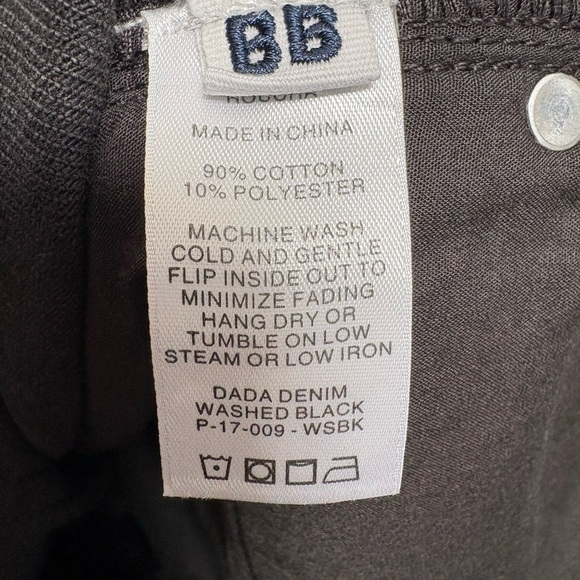 BB
MADE IN CHINA
90% COTTON
10% POLYESTER
MACHINE WASH
COLD AND GENTLE
FLIP INSIDE OUT TO
MINIMIZE FADING
HANG DRY OR
TUMBLE ON LOW
STEAM OR LOW IRON
DADA DENIM
WASHED BLACK
P-17-009 - WSBK